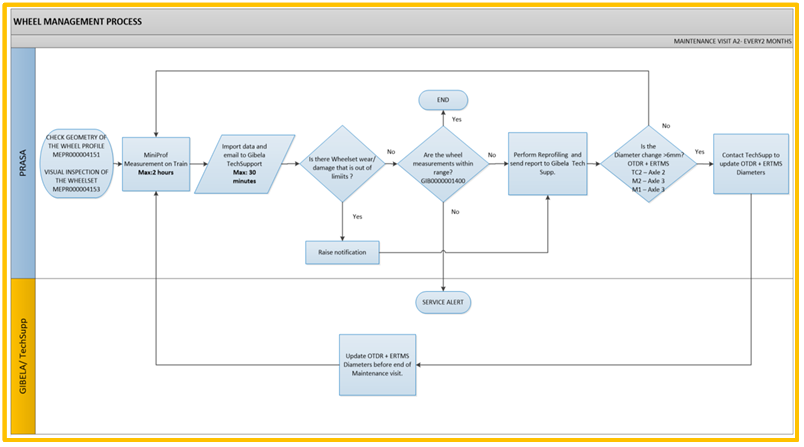 WHEEL MANAGEMENT PROCESS
MAINTENANCE VISIT A2- EVERY2 MONTHS
PRASA
CHECK GEOMETRY OF
THE WHEEL PROFILE
MEPR000004151
VISUAL INSPECTION OF
THE WHEELSET
MEPR000004153
MiniProf
Measurement on Train
Max:2 hours
Import data and
email to Gibela
TechSupport
Max: 30
minutes
Is there Wheelset wear/
damage that is out of
limiits ?
No
Yes
Raise notification
END
Yes
Are the wheel
measurements within
range?
GIB0000001400
No
No
SERVICE ALERT
Perform Reprofiling and
send report to Gibela Tech
Supp.
No
Is the
Diameter change >6mm?
OTDR + ERTMS
TC2 – Axle 2
M2 – Axle 3
M1 – Axle 3
Yes
Contact TechSupp to
update OTDR + ERTMS
Diameters
GIBELA/ TechSupp
Update OTDR + ERTMS
Diameters before end of
Maintenance visit.